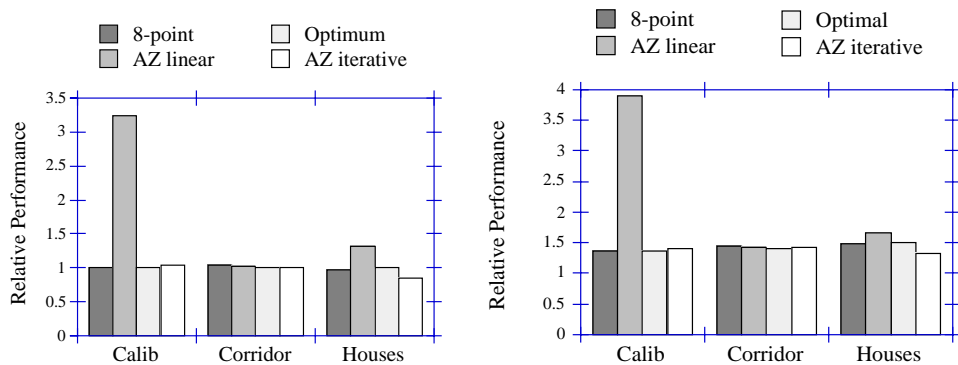 8-point
Optimum
AZ linear
AZ iterative
Relative Performance
3.5
3
2.5
2
1.5
1
0.5
0
Calib
Corridor
Houses
8-point
Optimal
AZ linear
AZ iterative
Relative Performance
4
3.5
3
2.5
2
1.5
1
0.5
0
Calib
Corridor
Houses